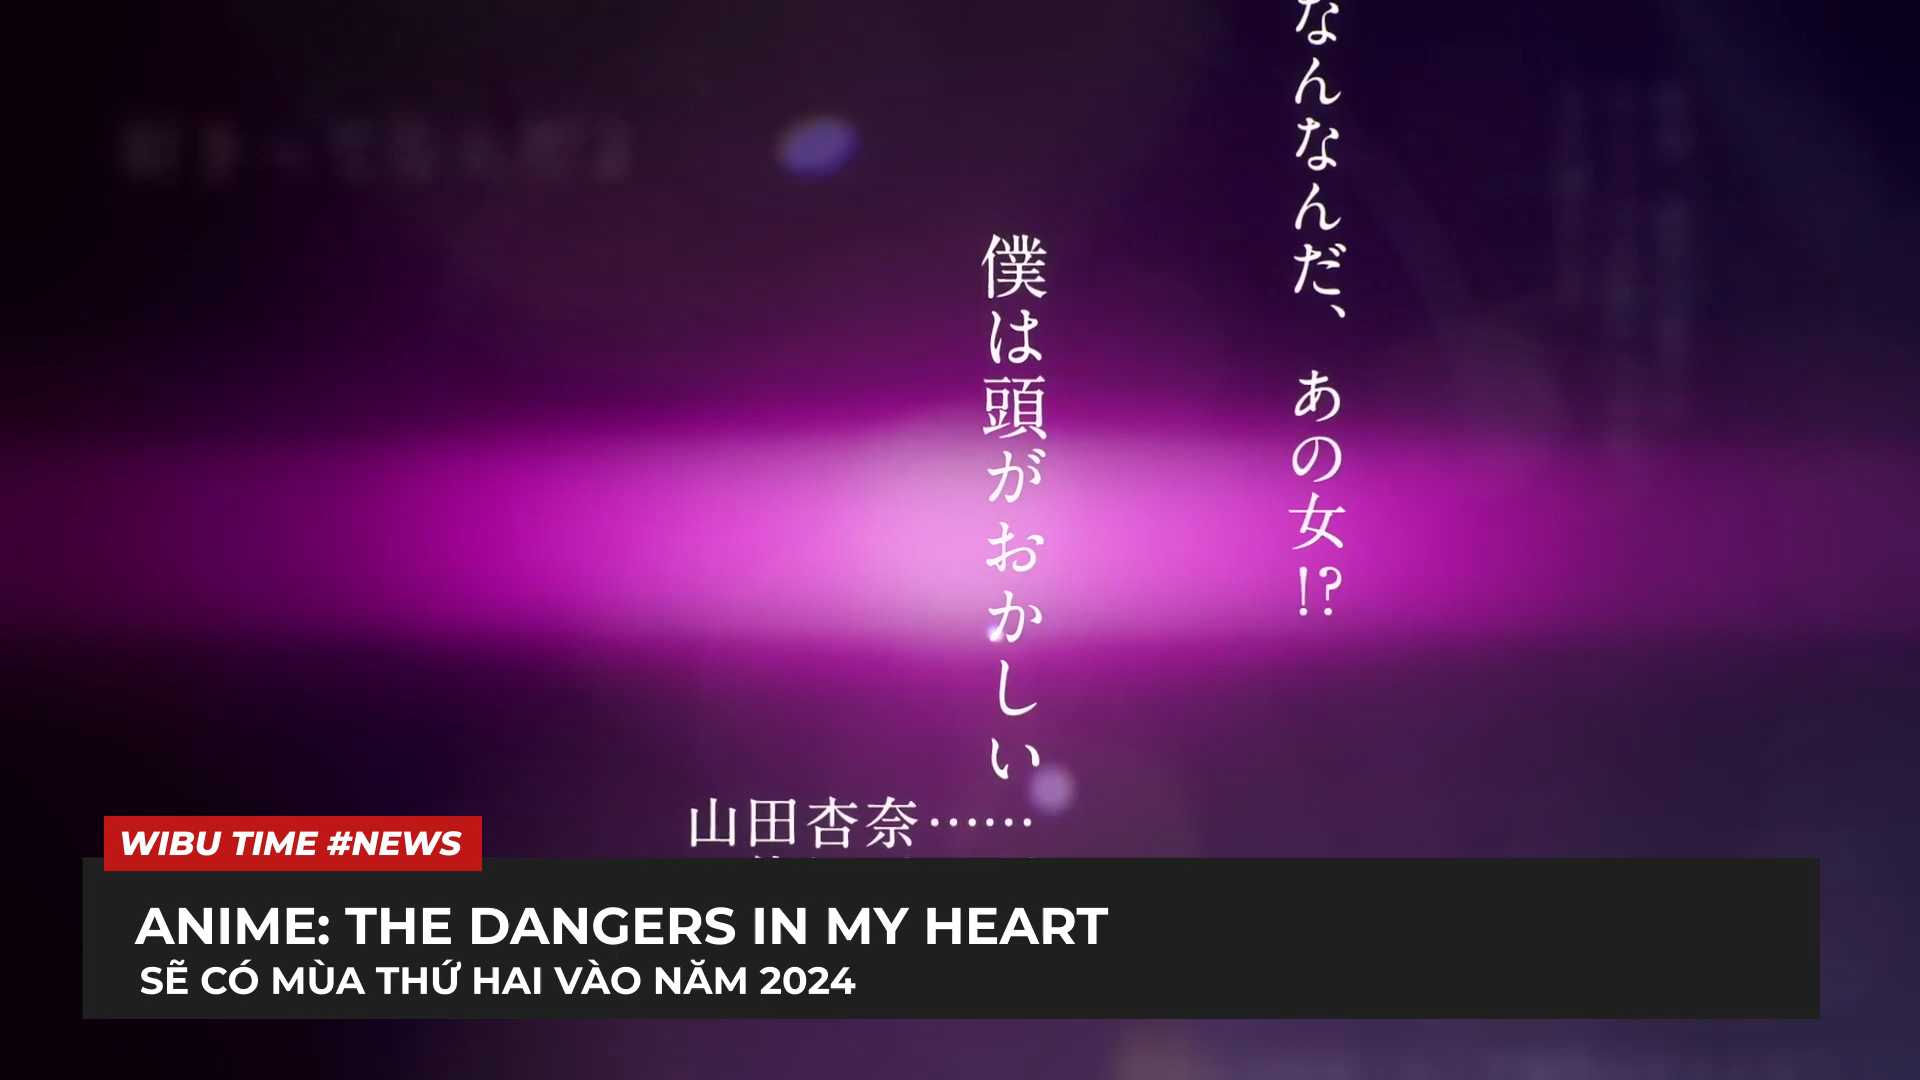 なんなんだ、 あの女!?
僕は頭がおかしい
山田杏奈……
WIBU TIME #NEWS
ANIME: THE DANGERS IN MY HEART
SẼ CÓ MÙA THỨ HAI VÀO NĂM 2024